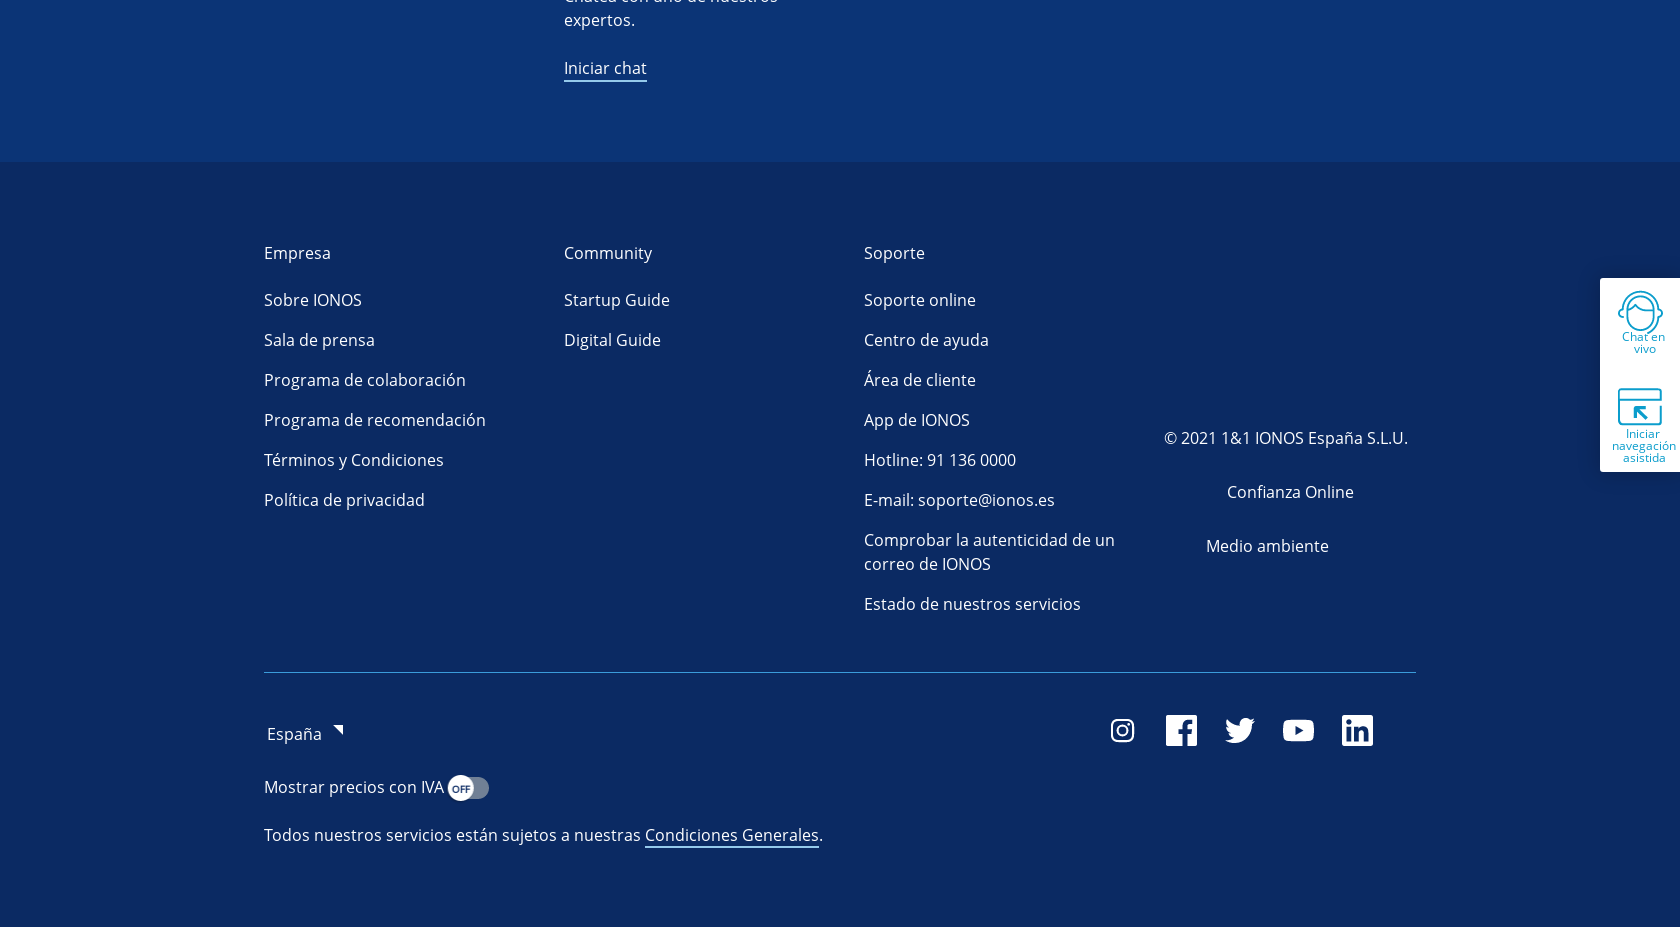 expertos.
Iniciar chat
Empresa
Sobre IONOS
Sala de prensa
Programa de colaboración
Programa de recomendación
Términos y Condiciones
Política de privacidad
Community
Startup Guide
Digital Guide
Soporte
Soporte online
Centro de ayuda
Área de cliente
App de IONOS
Hotline: 91 136 0000
E-mail: soporte@ionos.es
Comprobar la autenticidad de un
correo de IONOS
Estado de nuestros servicios
© 2021 1&1 IONOS España S.L.U.
Confianza Online
Medio ambiente
Chat en
vivo
Iniciar
navegación
asistida
España
Mostrar precios con IVA OFF
Todos nuestros servicios están sujetos a nuestras Condiciones Generales.